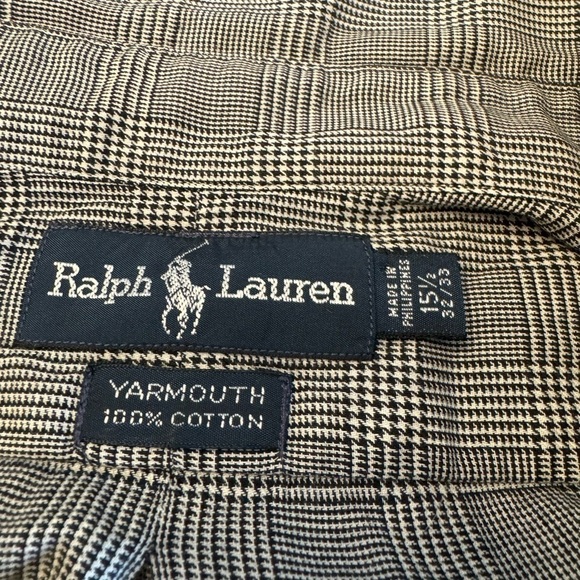 Ralph Lauren
MADE IN
PHILIPPINES
15½
32/33
YARMOUTH
100% COTTON